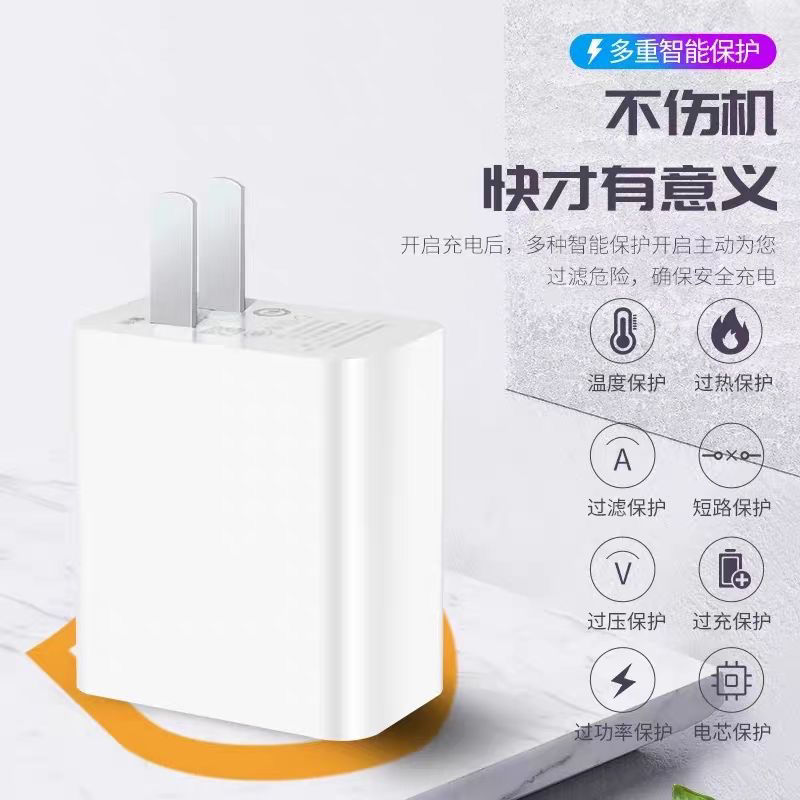 多重智能保护
不伤机
快才有意义
开启充电后，多种智能保护开启主动为您
过滤危险，确保安全充电
温度保护 过热保护
A
过滤保护 短路保护
V
过压保护 过充保护
过功率保护 电芯保护